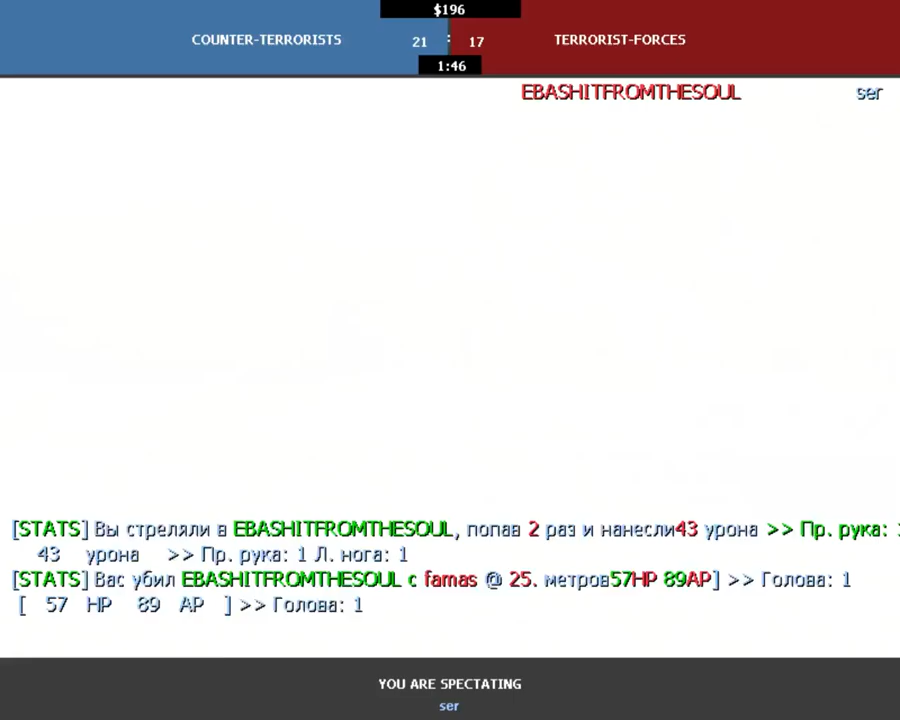 $196
COUNTER-TERRORISTS 21 : 17 TERRORIST-FORCES
1:46
EBASHITFROMTHESOUL ser
[STATS] Вы стреляли в EBASHITFROMTHESOUL, попав 2 раз и нанесли43 урона >> Пр. рука:
43 урона >> Пр. рука: 1 Л. нога: 1
[STATS] Вас убил EBASHITFROMTHESOUL с famas @ 25. метров57HP 89AP] >> Голова: 1
[ 57 HP 89 AP ] >> Голова: 1
YOU ARE SPECTATING
ser